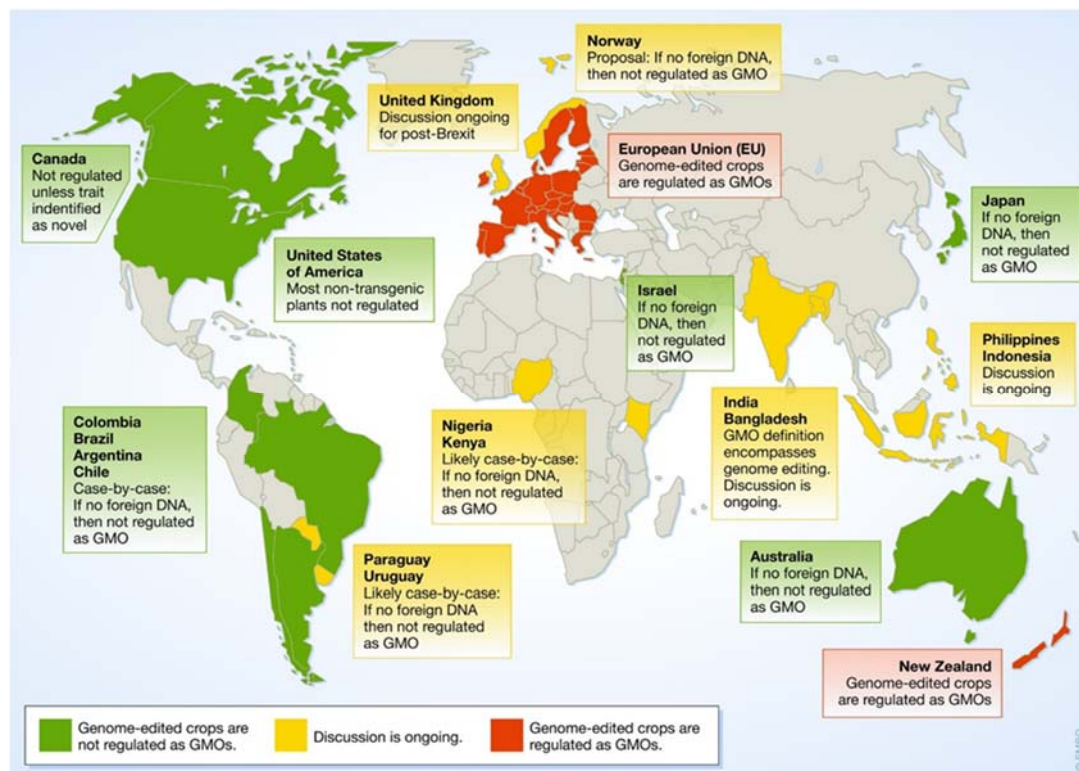 Norway
Proposal: If no foreign DNA,
then not regulated as GMO
United Kingdom
Discussion ongoing
for post-Brexit
European Union (EU)
Genome-edited crops
are regulated as GMOs
Canada
Not regulated
unless trait
indentified
as novel
Japan
If no foreign
DNA, then
not regulated
as GMO
United States
of America
Most non-transgenic
plants not regulated
Israel
If no foreign
DNA, then
not regulated
as GMO
Philippines
Indonesia
Discussion
is ongoing
Colombia
Brazil
Argentina
Chile
Case-by-case:
If no foreign DNA,
then not regulated
as GMO
Nigeria
Kenya
Likely case-by-case:
If no foreign DNA,
then not regulated
as GMO
India
Bangladesh
GMO definition
encompasses
genome editing.
Discussion is
ongoing.
Paraguay
Uruguay
Likely case-by-case:
If no foreign DNA
then not regulated
as GMO
Australia
If no foreign DNA,
then not regulated
as GMO
New Zealand
Genome-edited crops
are regulated as GMOs
Genome-edited crops are
not regulated as GMOs.
Discussion is ongoing.
Genome-edited crops are
regulated as GMOs.
© EMBO